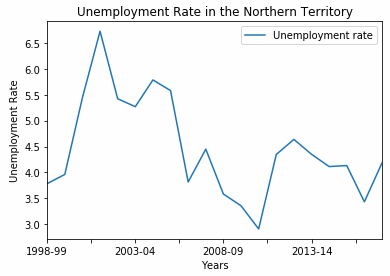 Unemployment Rate in the Northern Territory
Unemployment rate
6.5
6.0
5.5
5.0
4.5
4.0
3.5
3.0
Unemployment Rate
1998-99 2003-04 2008-09 2013-14
Years